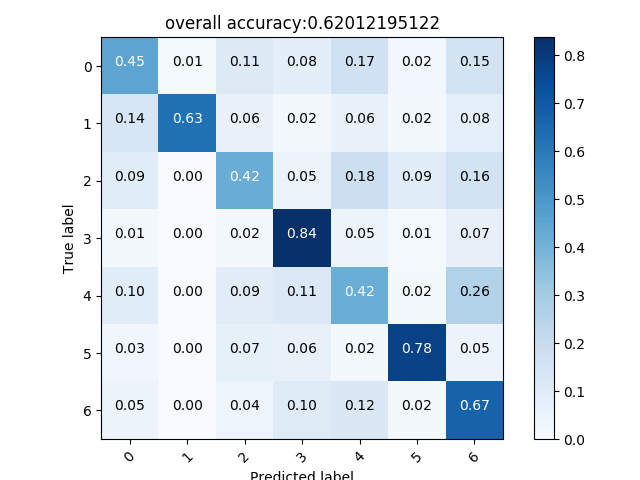 overall accuracy:0.62012195122
0 0.45 0.01 0.11 0.08 0.17 0.02 0.15
1 0.14 0.63 0.06 0.02 0.06 0.02 0.08
2 0.09 0.00 0.42 0.05 0.18 0.09 0.16
3 0.01 0.00 0.02 0.84 0.05 0.01 0.07
4 0.10 0.00 0.09 0.11 0.42 0.02 0.26
5 0.03 0.00 0.07 0.06 0.02 0.78 0.05
6 0.05 0.00 0.04 0.10 0.12 0.02 0.67
0 1 2 3 4 5 6
True label
Predicted label
0.8
0.7
0.6
0.5
0.4
0.3
0.2
0.1
0.0